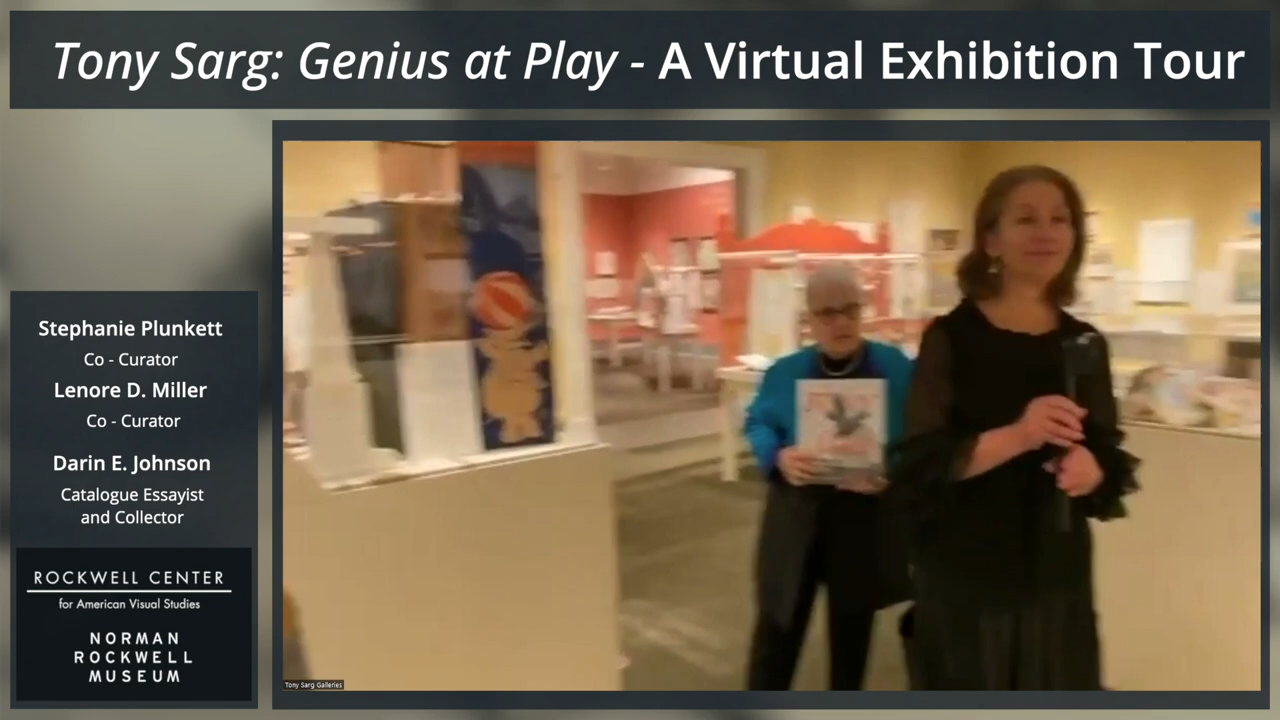 Tony Sarg: Genius at Play - A Virtual Exhibition Tour
Stephanie Plunkett
Co - Curator
Lenore D. Miller
Co - Curator
Darin E. Johnson
Catalogue Essayist
and Collector
ROCKWELL CENTER
for American Visual Studies
NORMAN
ROCKWELL
MUSEUM
Tony Sarg Galleries